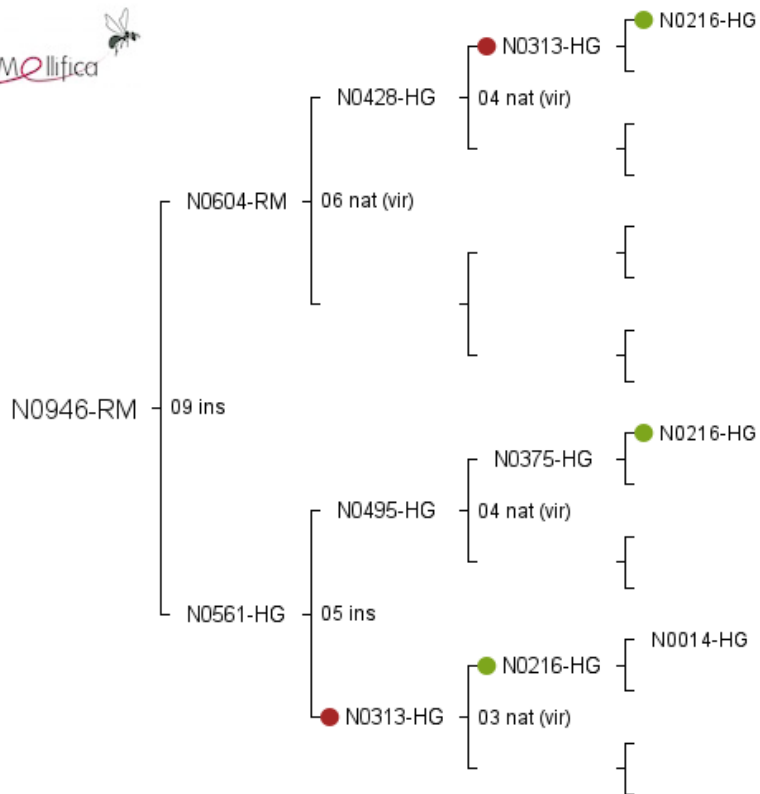 N0216-HG
N0313-HG
Mellifica
N0428-HG
04 nat (vir)
N0604-RM
06 nat (vir)
N0946-RM
09 ins
N0216-HG
N0375-HG
N0495-HG
04 nat (vir)
N0561-HG
05 ins
N0014-HG
N0216-HG
N0313-HG
03 nat (vir)